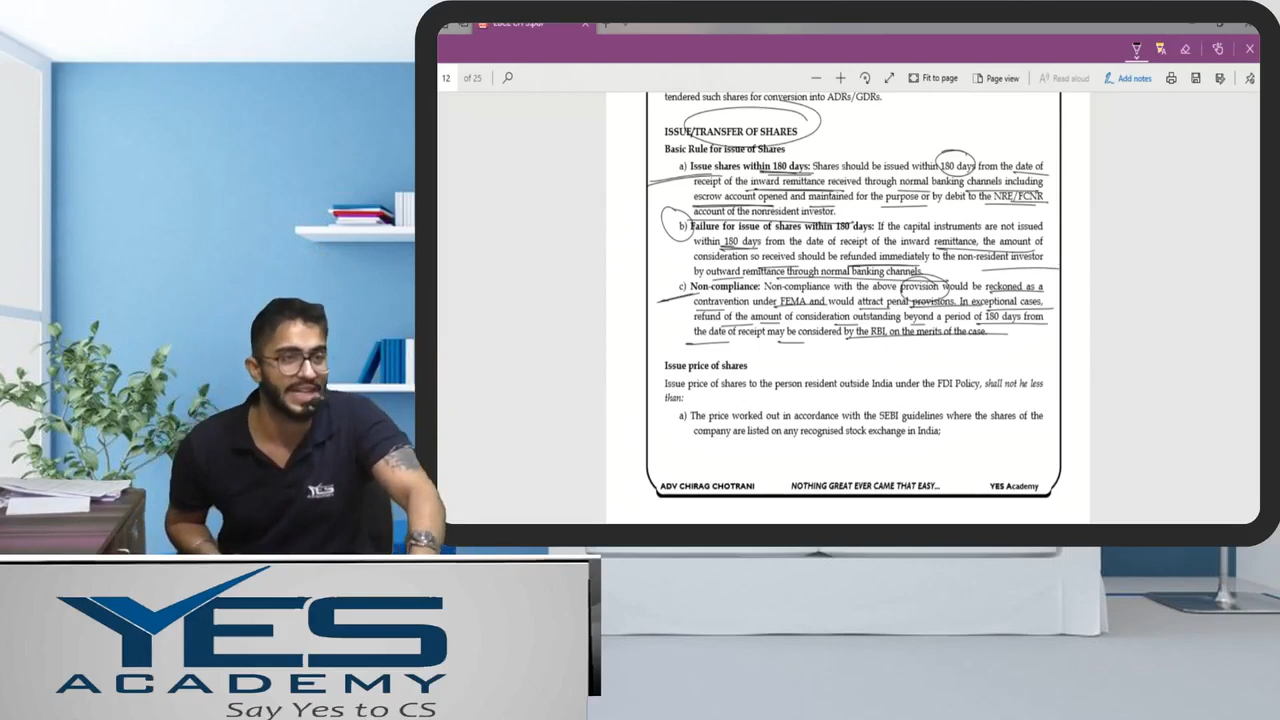 12 of 25
Fit to page
Page view
Read aloud
Add notes
tendered such shares for conversion into ADRs/GDRs.
ISSUE/TRANSFER OF SHARES
Basic Rule for issue of Shares
a) Issue shares within 180 days: Shares should be issued within 180 days from the date of
receipt of the inward remittance received through normal banking channels including
escrow account opened and maintained for the purpose or by debit to the NRE/FCNR
account of the nonresident investor.
b) Failure for issue of shares within 180 days: If the capital instruments are not issued
within 180 days from the date of receipt of the inward remittance, the amount of
consideration so received should be refunded immediately to the non-resident investor
by outward remittance through normal banking channels.
c) Non-compliance: Non-compliance with the above provision would be reckoned as a
contravention under FEMA and would attract penal provisions. In exceptional cases,
refund of the amount of consideration outstanding beyond a period of 180 days from
the date of receipt may be considered by the RBI, on the merits of the case.
Issue price of shares
Issue price of shares to the person resident outside India under the FDI Policy, shall not be less
than:
a) The price worked out in accordance with the SEBI guidelines where the shares of the
company are listed on any recognised stock exchange in India;
ADV CHIRAG CHOTRANI NOTHING GREAT EVER CAME THAT EASY... YES Academy
YES
YES
ACADEMY
Say Yes to CS